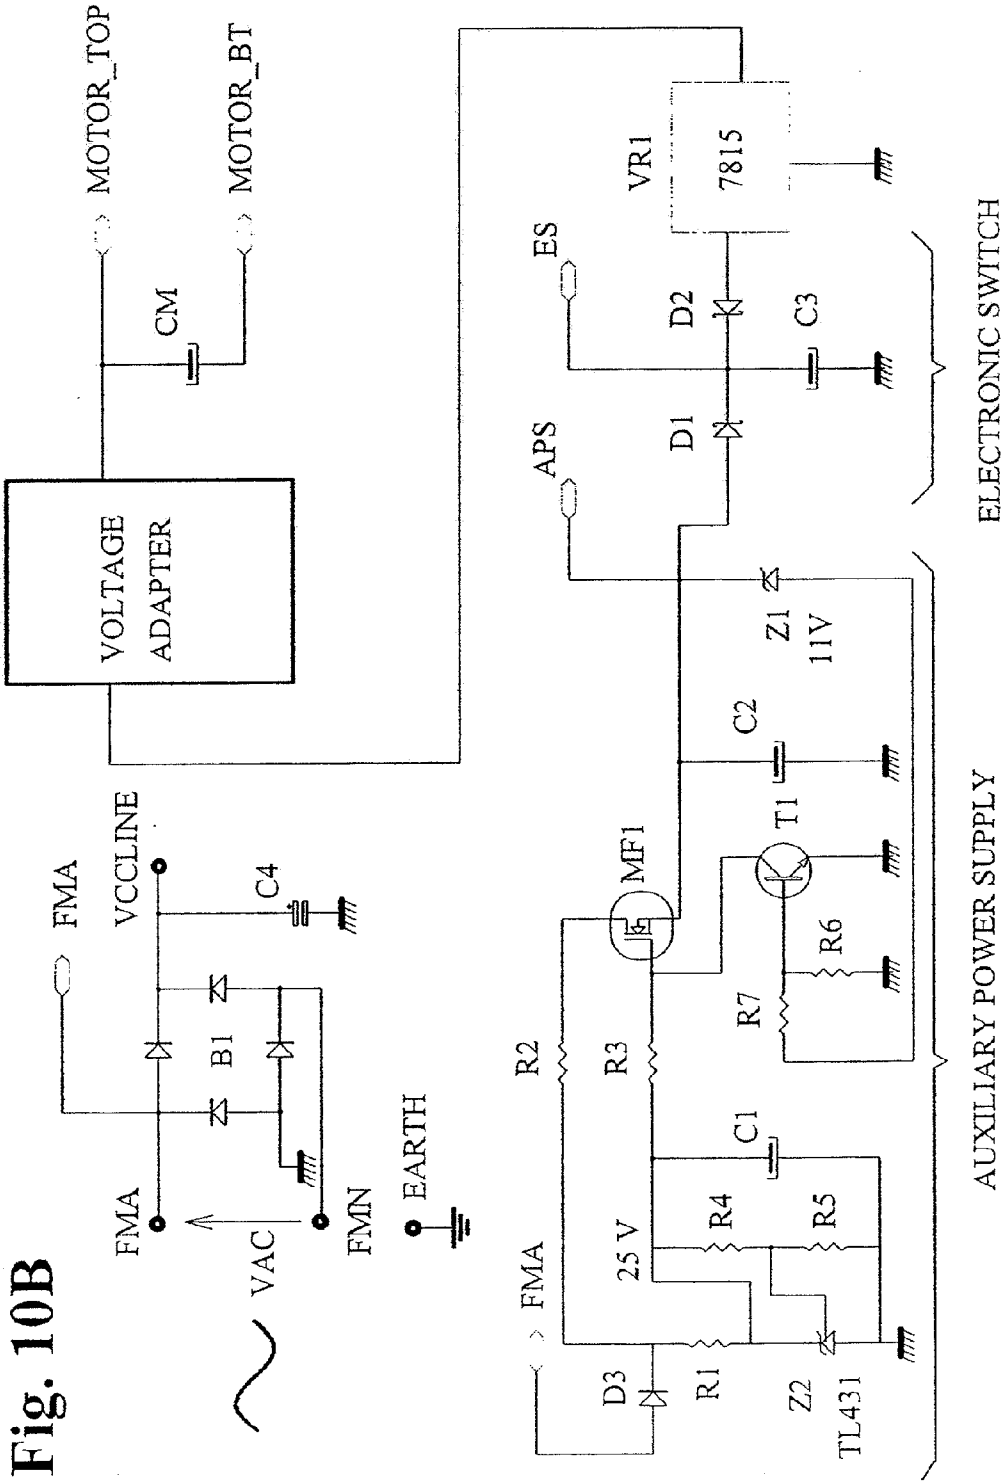 Fig. 10B
FMA
VAC
FMN
EARTH
B1
FMA
VCCLINE
C4
VOLTAGE
ADAPTER
CM
MOTOR_TOP
MOTOR_BT
FMA
D3
R1
Z2
TL431
25 V
R4
R5
C1
R2
R3
R7
R6
MF1
T1
C2
Z1
11V
APS
D1
ES
D2
C3
VR1
7815
AUXILIARY POWER SUPPLY
ELECTRONIC SWITCH